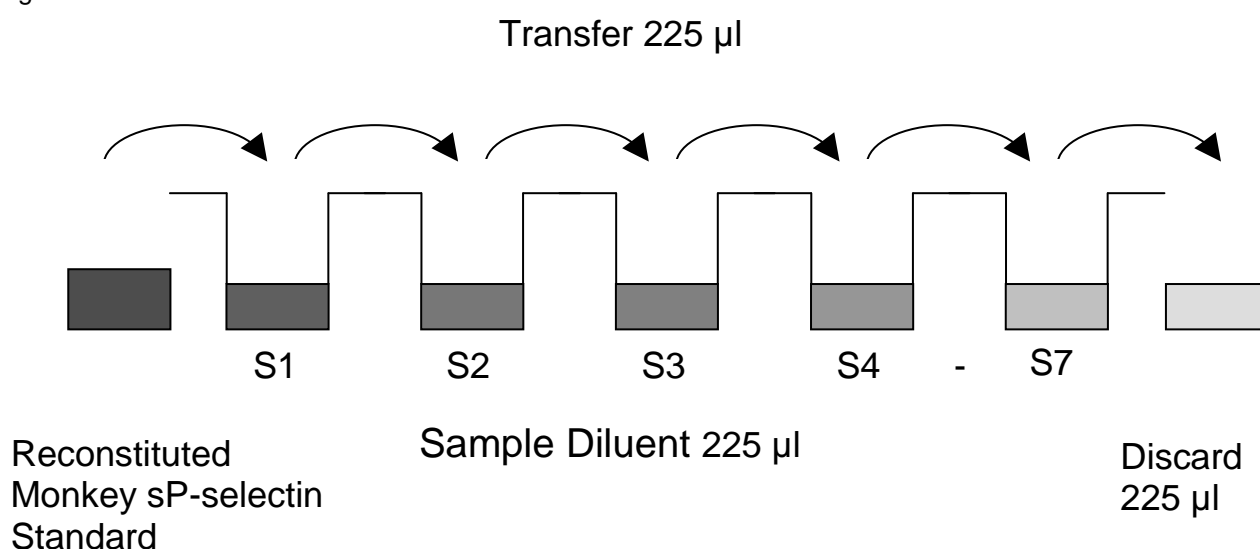 Transfer 225 µl
S1 S2 S3 S4 - S7
Reconstituted
Monkey sP-selectin
Standard
Sample Diluent 225 µl
Discard
225 µl